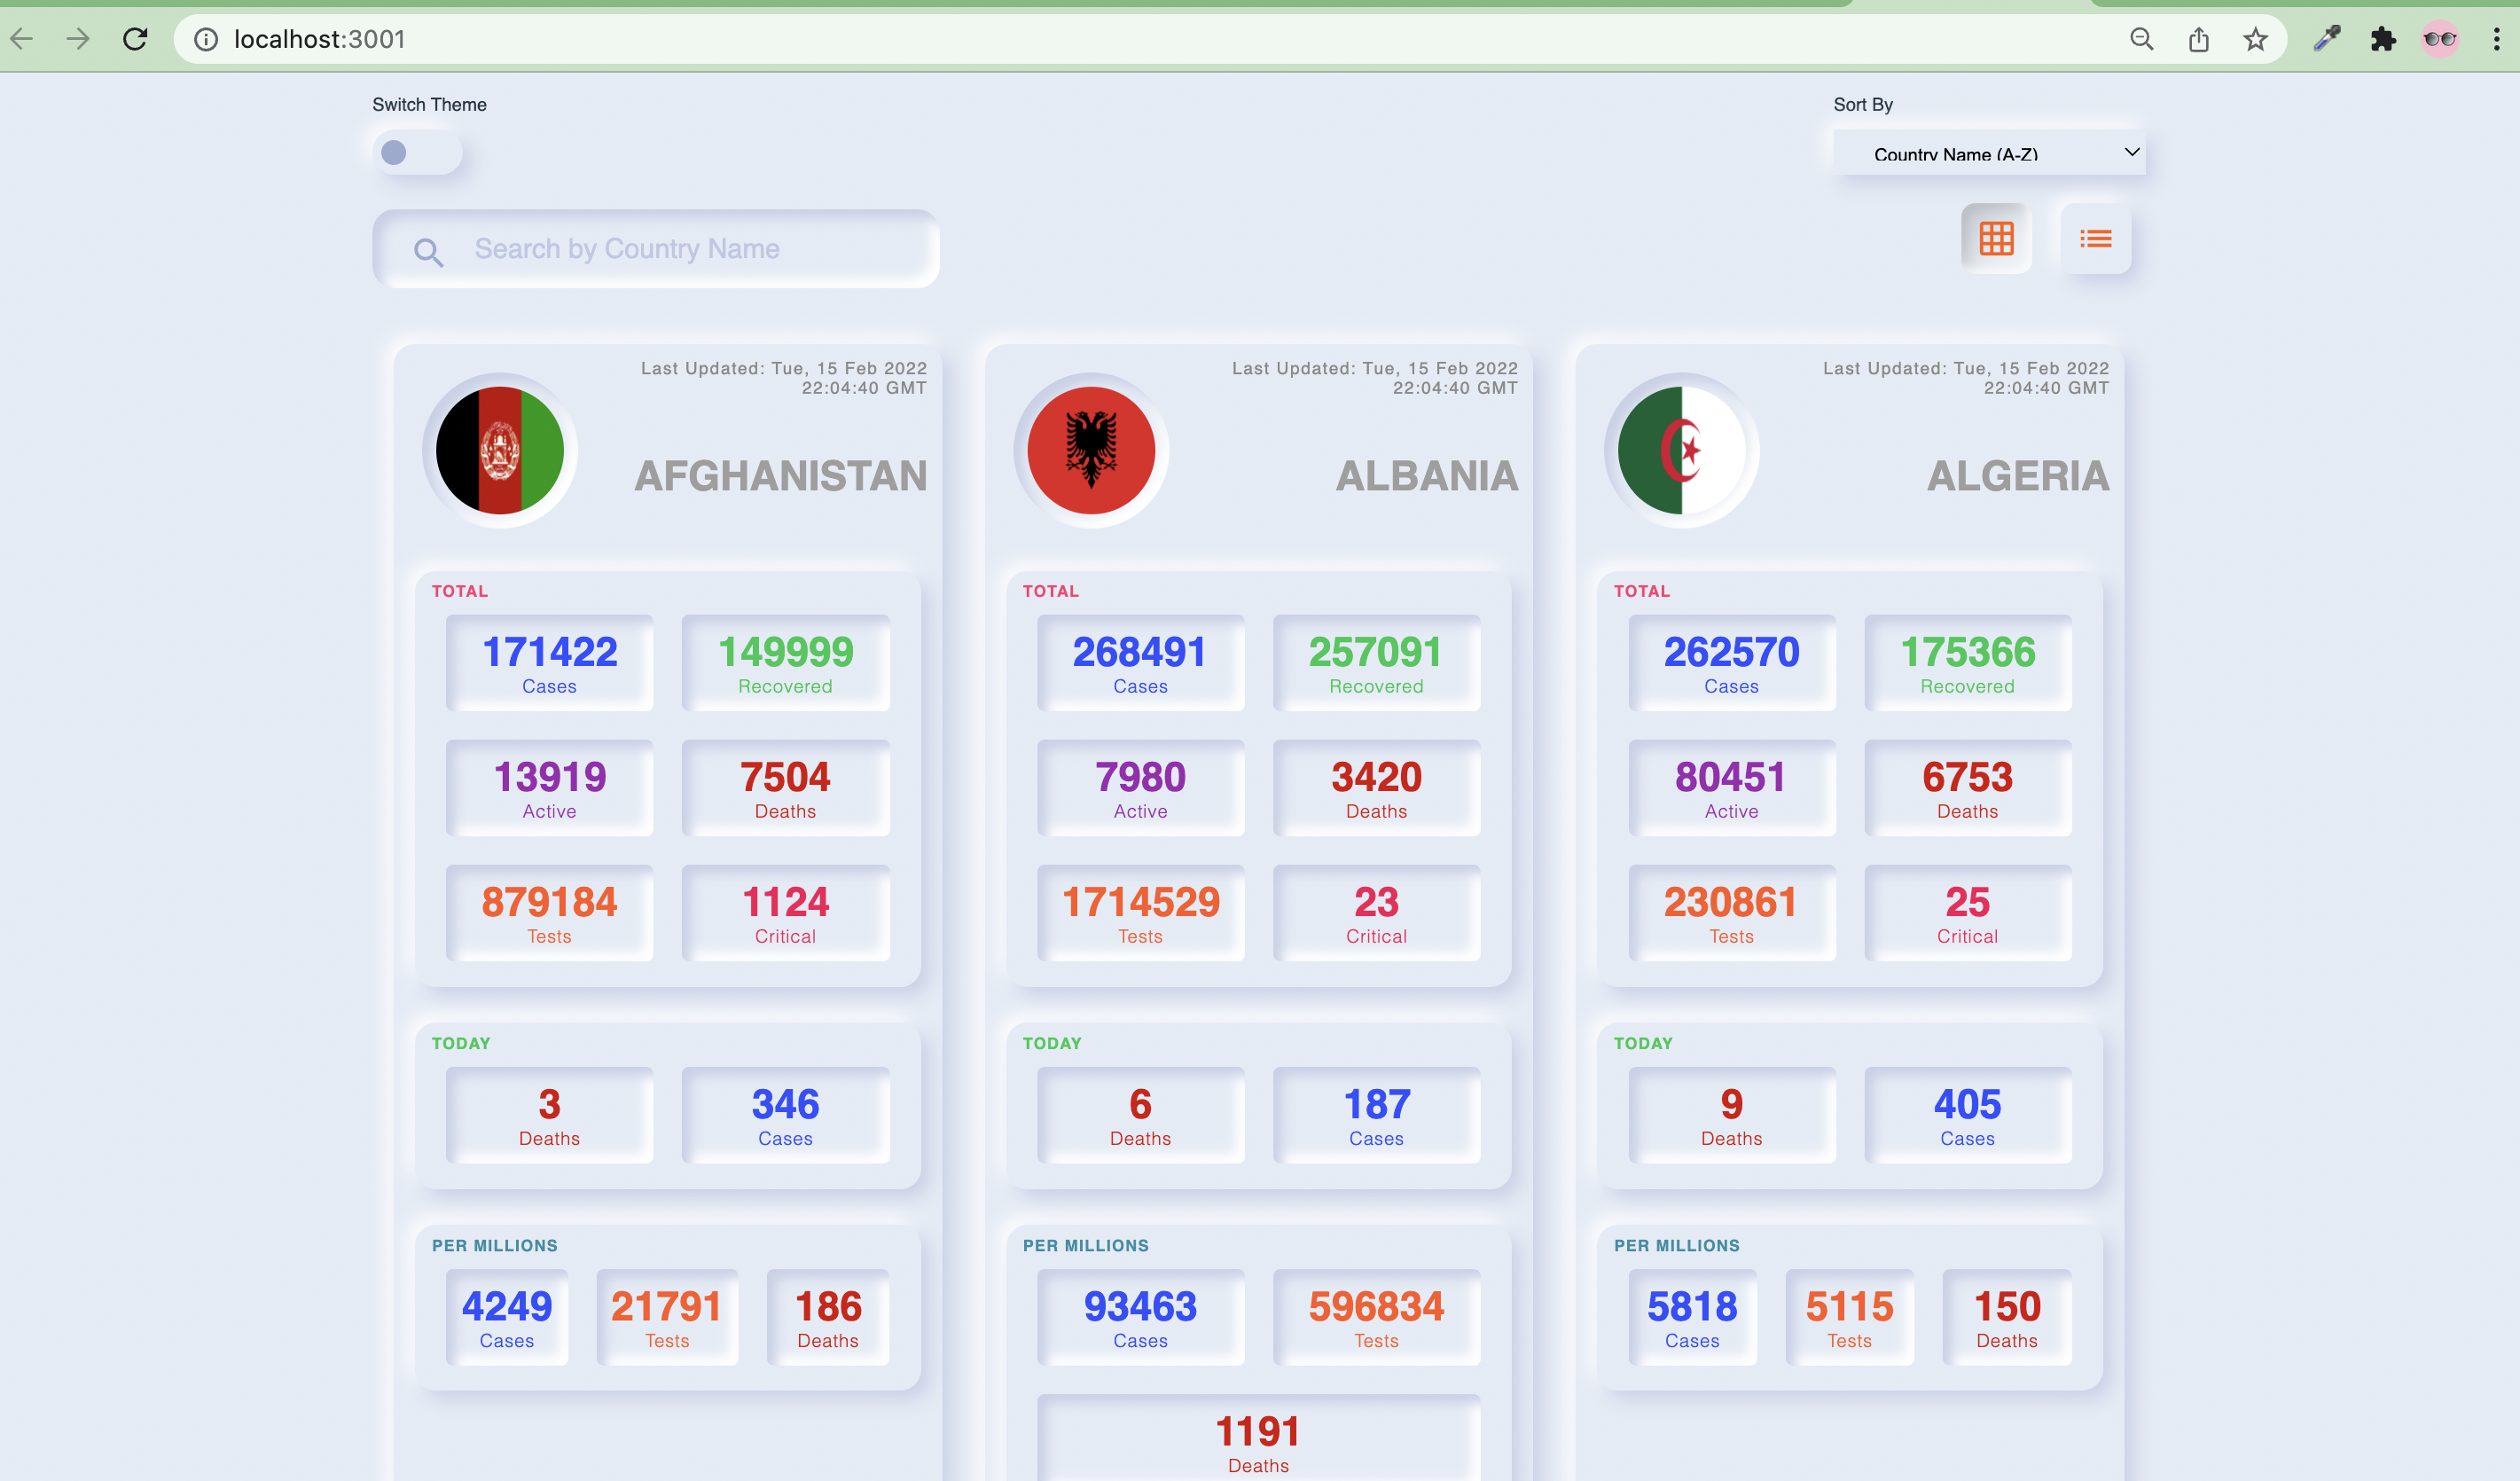 localhost:3001
Switch Theme
Sort By
Country Name (A-Z)
Search by Country Name
Last Updated: Tue, 15 Feb 2022
22:04:40 GMT
AFGHANISTAN
TOTAL
171422 149999
Cases Recovered
13919 7504
Active Deaths
879184 1124
Tests Critical
TODAY
3 346
Deaths Cases
PER MILLIONS
4249 21791 186
Cases Tests Deaths
Last Updated: Tue, 15 Feb 2022
22:04:40 GMT
ALBANIA
TOTAL
268491 257091
Cases Recovered
7980 3420
Active Deaths
1714529 23
Tests Critical
TODAY
6 187
Deaths Cases
PER MILLIONS
93463 596834
Cases Tests
1191
Deaths
Last Updated: Tue, 15 Feb 2022
22:04:40 GMT
ALGERIA
TOTAL
262570 175366
Cases Recovered
80451 6753
Active Deaths
230861 25
Tests Critical
TODAY
9 405
Deaths Cases
PER MILLIONS
5818 5115 150
Cases Tests Deaths